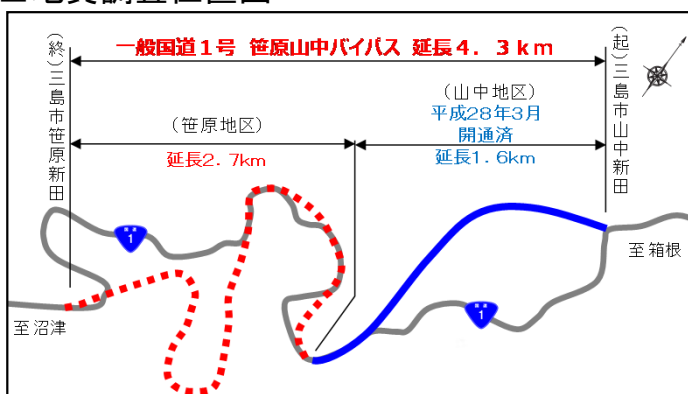 一般国道1号 笹原山中バイパス 延長4.3km
(終)三島市笹原新田
(起)三島市山中新田
(笹原地区)
延長2.7km
(山中地区)
平成28年3月
開通済
延長1.6km
1
至箱根
至沼津
1